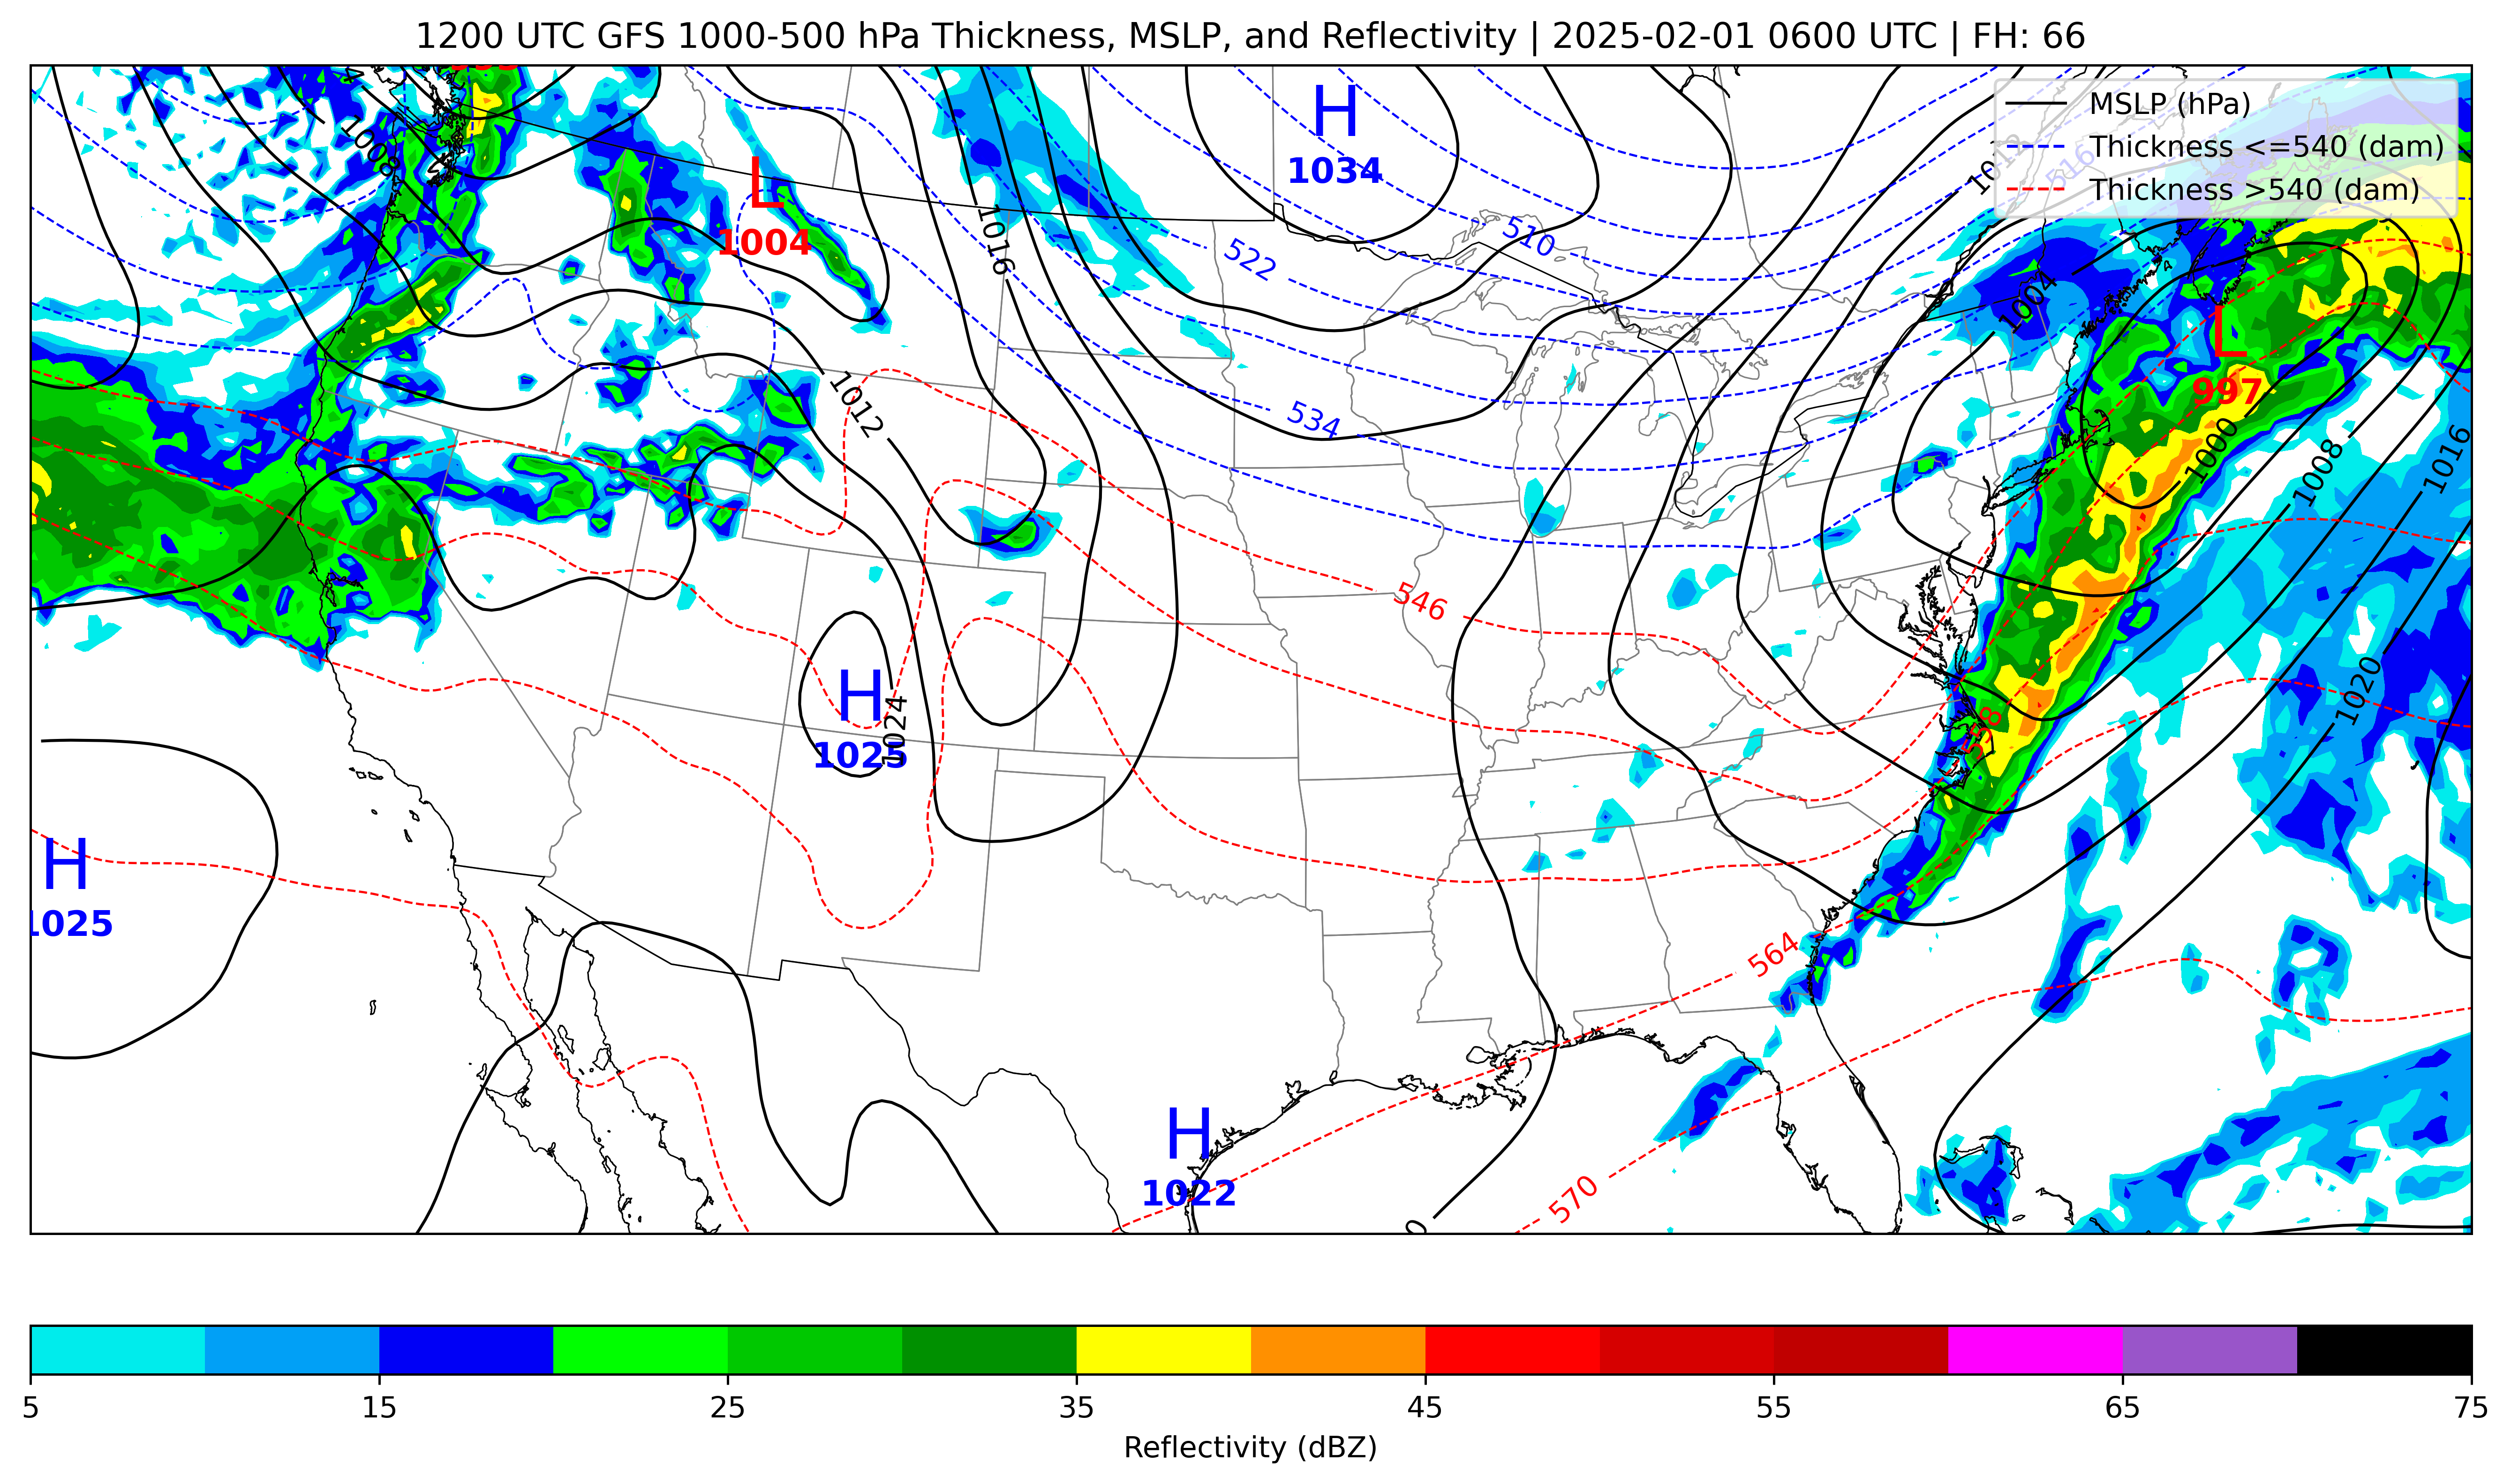 1200 UTC GFS 1000-500 hPa Thickness, MSLP, and Reflectivity | 2025-02-01 0600 UTC | FH: 66
MSLP (hPa)
Thickness <=540 (dam)
Thickness >540 (dam)
H
1034
1008
1012
516
L
1004
1016
522
510
1004
L
997
534
1012
1000
1008
1016
546
H
1025
1024
558
1020
H
1025
564
H
1022
570
0
5 15 25 35 45 55 65 75
Reflectivity (dBZ)